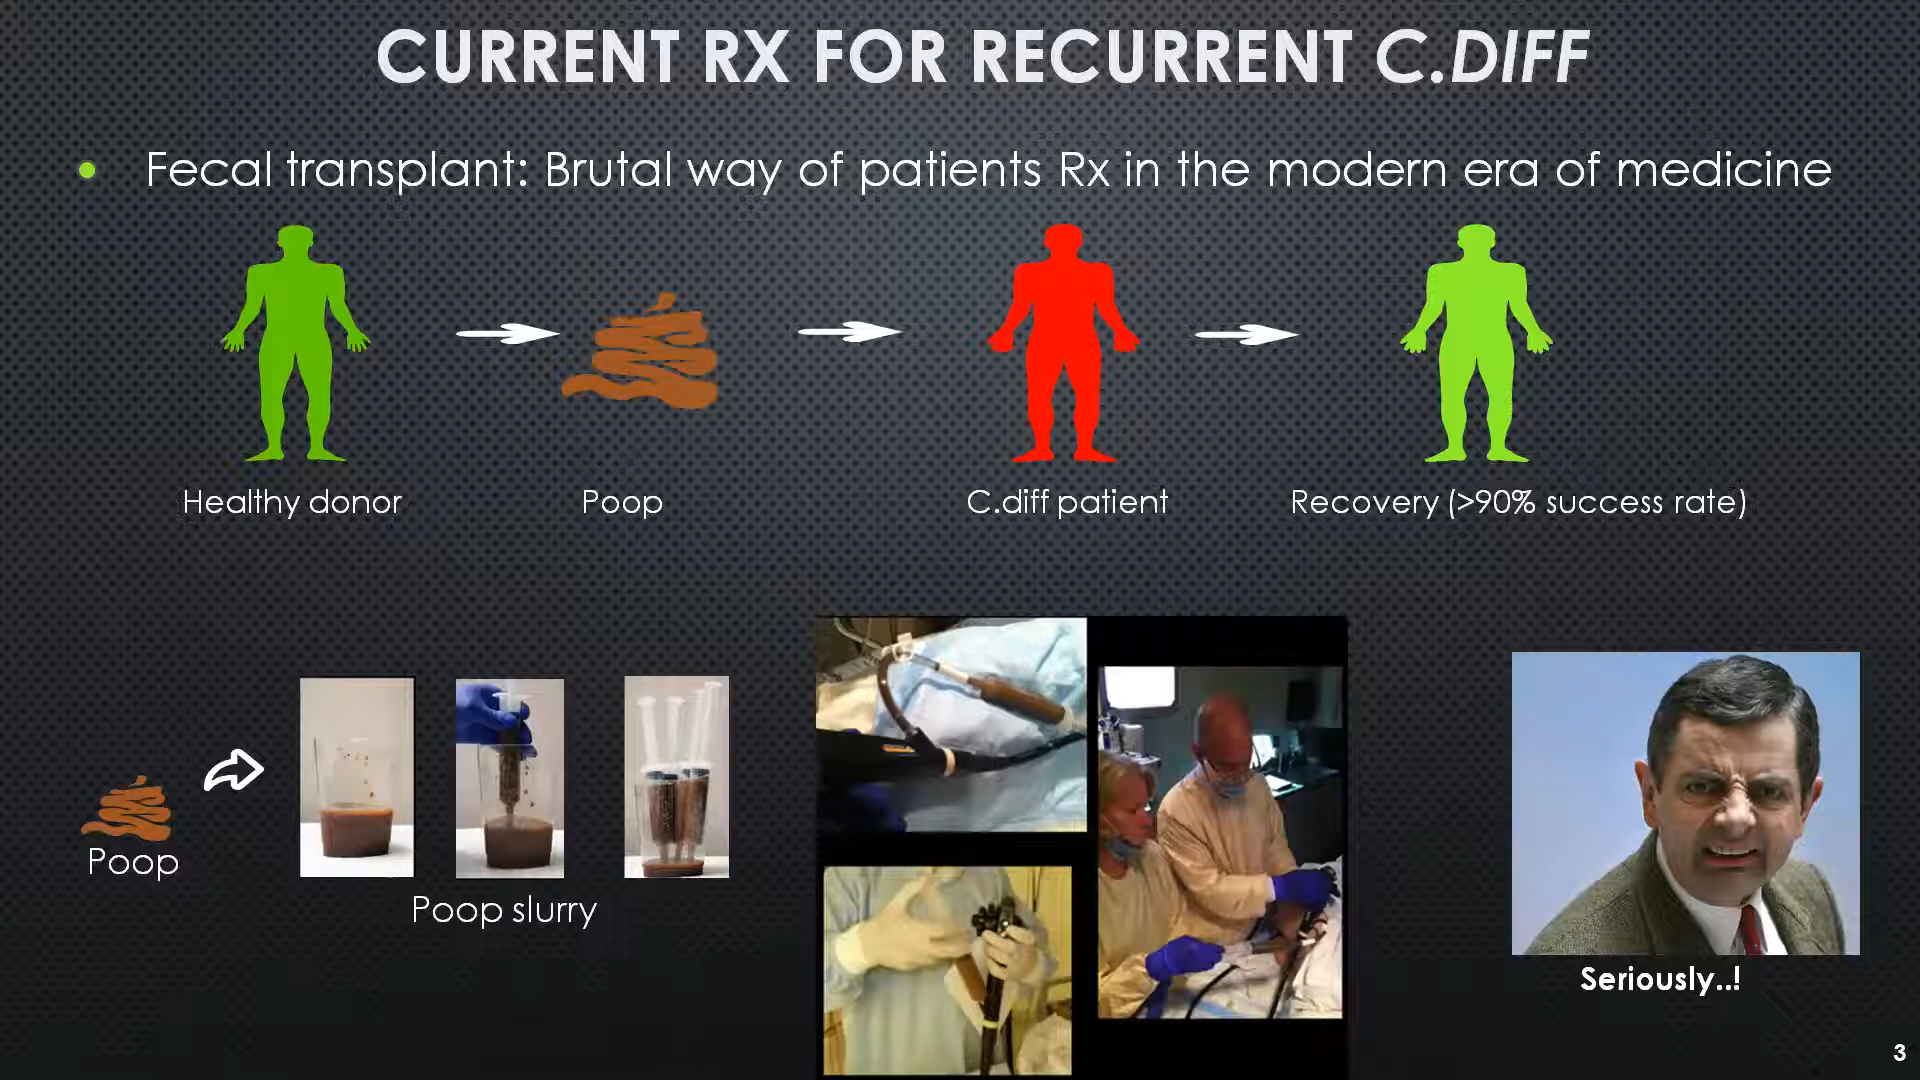 CURRENT RX FOR RECURRENT C.DIFF
• Fecal transplant: Brutal way of patients Rx in the modern era of medicine
Healthy donor
Poop
C.diff patient
Recovery (>90% success rate)
Poop
Poop slurry
Seriously..!
3